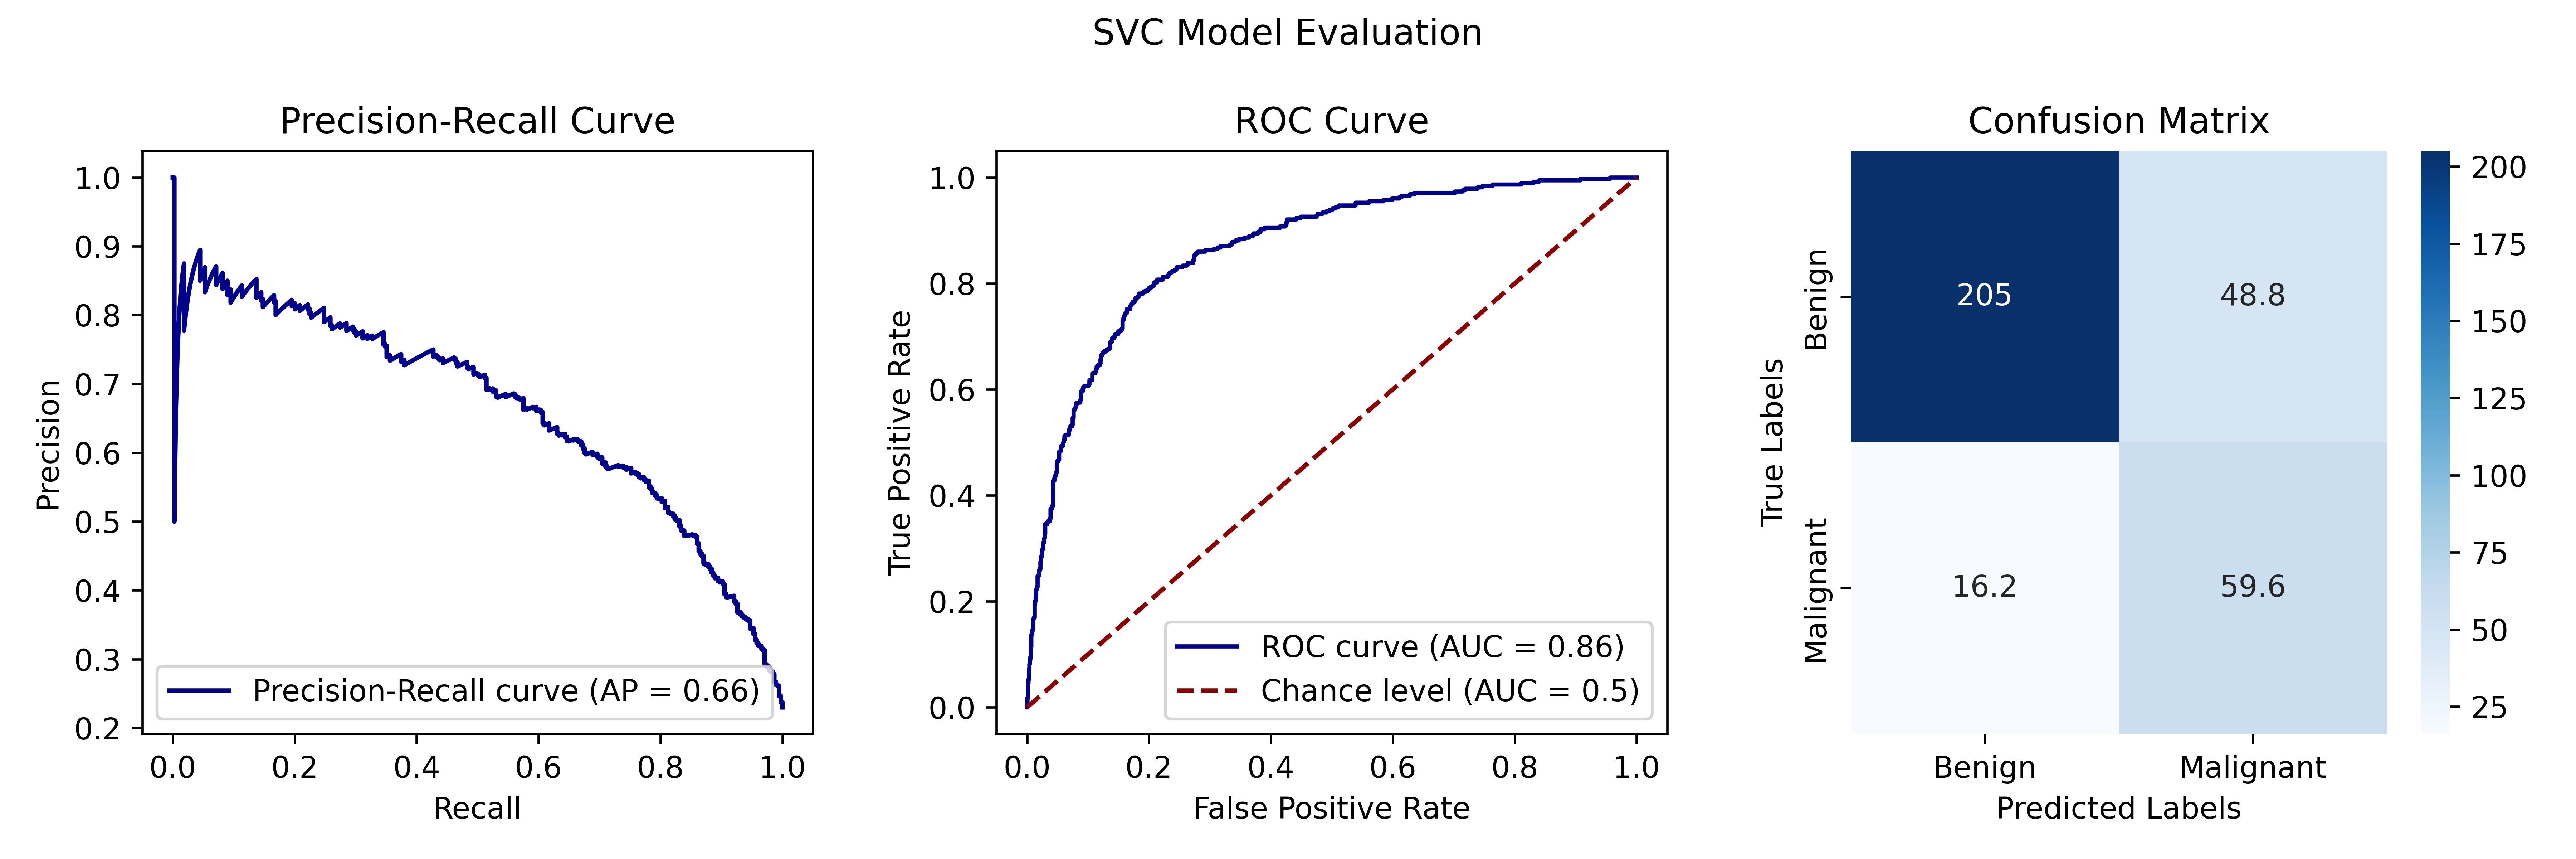 SVC Model Evaluation
Precision-Recall Curve
1.0
0.9
0.8
0.7
0.6
0.5
0.4
0.3
0.2
Precision
Precision-Recall curve (AP = 0.66)
0.0 0.2 0.4 0.6 0.8 1.0
Recall
ROC Curve
1.0
0.8
0.6
0.4
0.2
0.0
True Positive Rate
ROC curve (AUC = 0.86)
Chance level (AUC = 0.5)
0.0 0.2 0.4 0.6 0.8 1.0
False Positive Rate
Confusion Matrix
True Labels
Benign
Malignant
205 48.8
16.2 59.6
Benign Malignant
Predicted Labels
200
175
150
125
100
75
50
25